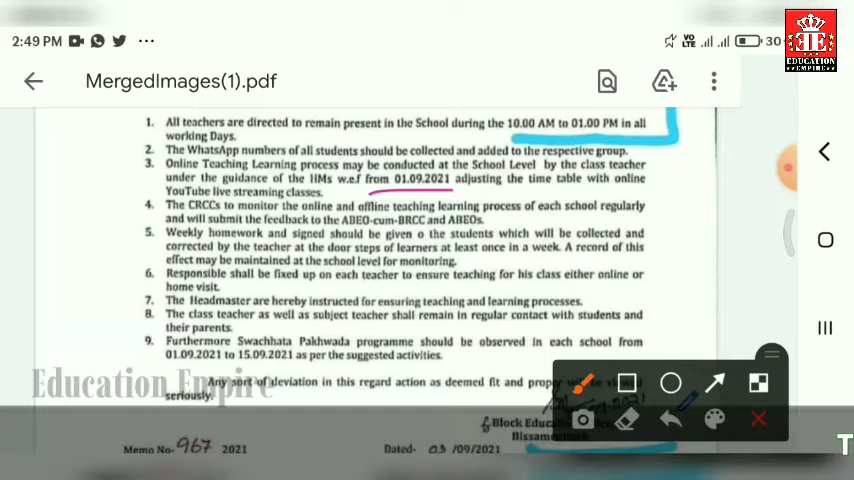 2:49 PM
VO
LTE
30
EDUCATION
EMPIRE
MergedImages(1).pdf
1. All teachers are directed to remain present in the School during the 10.00 AM to 01.00 PM in all
working Days.
2. The WhatsApp numbers of all students should be collected and added to the respective group.
3. Online Teaching Learning process may be conducted at the School Level by the class teacher
under the guidance of the HMs w.e.f from 01.09.2021 adjusting the time table with online
YouTube live streaming classes.
4. The CRCCs to monitor the online and offline teaching learning process of each school regularly
and will submit the feedback to the ABEO-cum-BRCC and ABEOs.
5. Weekly homework and signed should be given o the students which will be collected and
corrected by the teacher at the door steps of learners at least once in a week. A record of this
effect may be maintained at the school level for monitoring.
6. Responsible shall be fixed up on each teacher to ensure teaching for his class either online or
home visit.
7. The Headmaster are hereby instructed for ensuring teaching and learning processes.
8. The class teacher as well as subject teacher shall remain in regular contact with students and
their parents.
9. Furthermore Swachhata Pakhwada programme should be observed in each school from
01.09.2021 to 15.09.2021 as per the suggested activities.
Education Empire
Any sort of deviation in this regard action as deemed fit and proper will be viewed
seriously.
Block
Memo No- 967 2021 Dated- 03 /09/2021
T